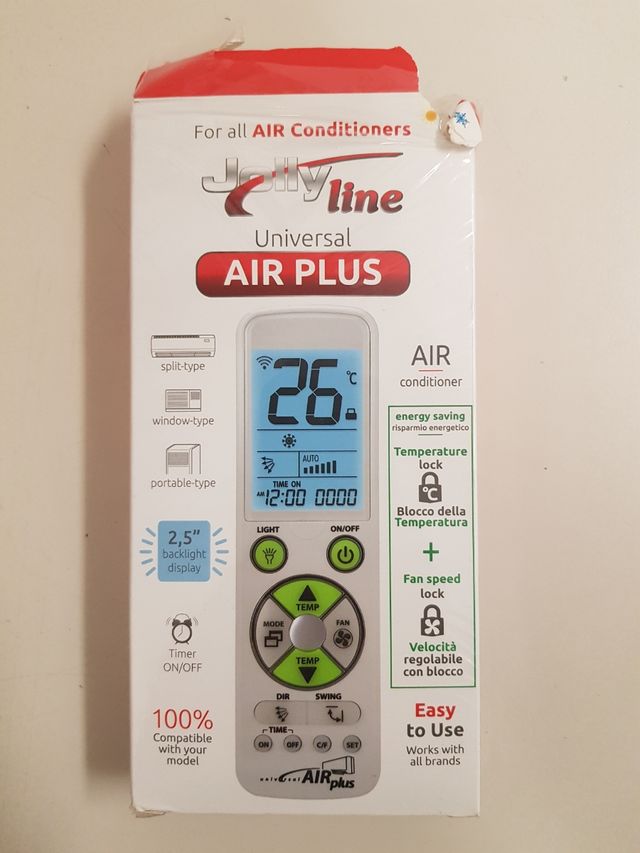 For all AIR Conditioners
Jolly line
Universal
AIR PLUS
split-type
window-type
portable-type
2,5"
backlight
display
Timer
ON/OFF
100%
Compatible
with your
model
26 °C
AUTO
TIME ON
AM 12:00 0000
LIGHT ON/OFF
TEMP
MODE FAN
TEMP
DIR SWING
TIME
ON OFF C/F SET
universal AIR plus
AIR
conditioner
energy saving
risparmio energetico
Temperature
lock
°C
Blocco della
Temperatura
+
Fan speed
lock
Velocità
regolabile
con blocco
Easy
to Use
Works with
all brands